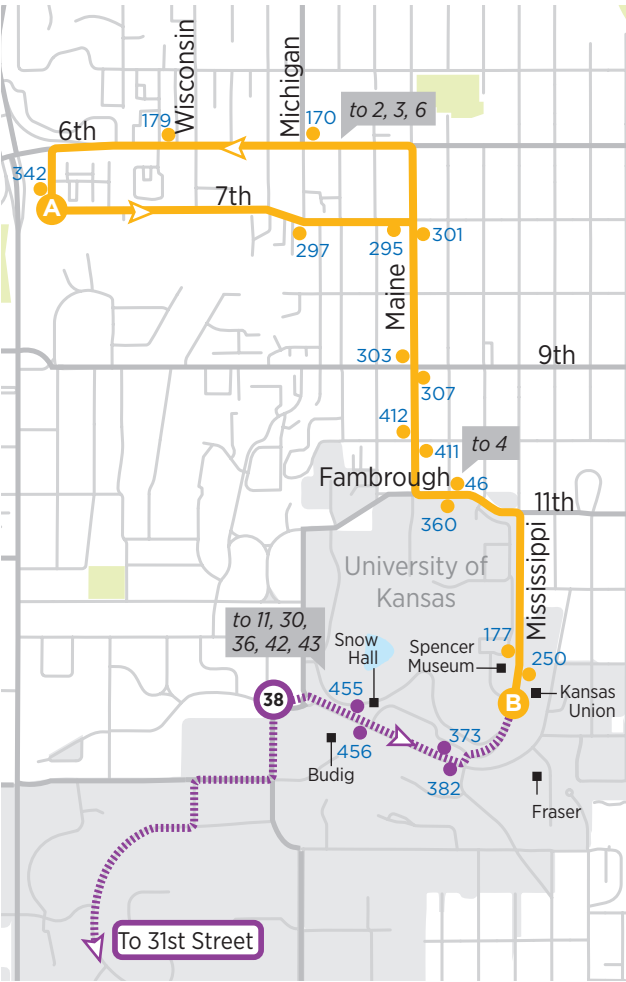 Wisconsin
Michigan
179
170
to 2, 3, 6
6th
342
A
7th
297
295
301
Maine
303
9th
307
412
411
to 4
Fambrough
46
360
11th
University of
Kansas
Mississippi
to 11, 30,
36, 42, 43
Snow
Hall
Spencer
Museum
177
250
38
455
B
Kansas
Union
456
373
Budig
382
Fraser
To 31st Street